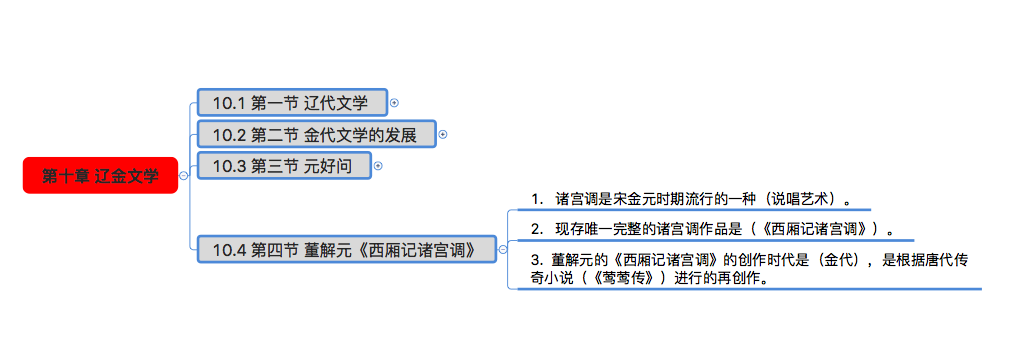 第十章 辽金文学
10.1 第一节 辽代文学
10.2 第二节 金代文学的发展
10.3 第三节 元好问
10.4 第四节 董解元《西厢记诸宫调》
1. 诸宫调是宋金元时期流行的一种（说唱艺术）。
2. 现存唯一完整的诸宫调作品是（《西厢记诸宫调》）。
3. 董解元的《西厢记诸宫调》的创作时代是（金代），是根据唐代传
奇小说（《莺莺传》）进行的再创作。